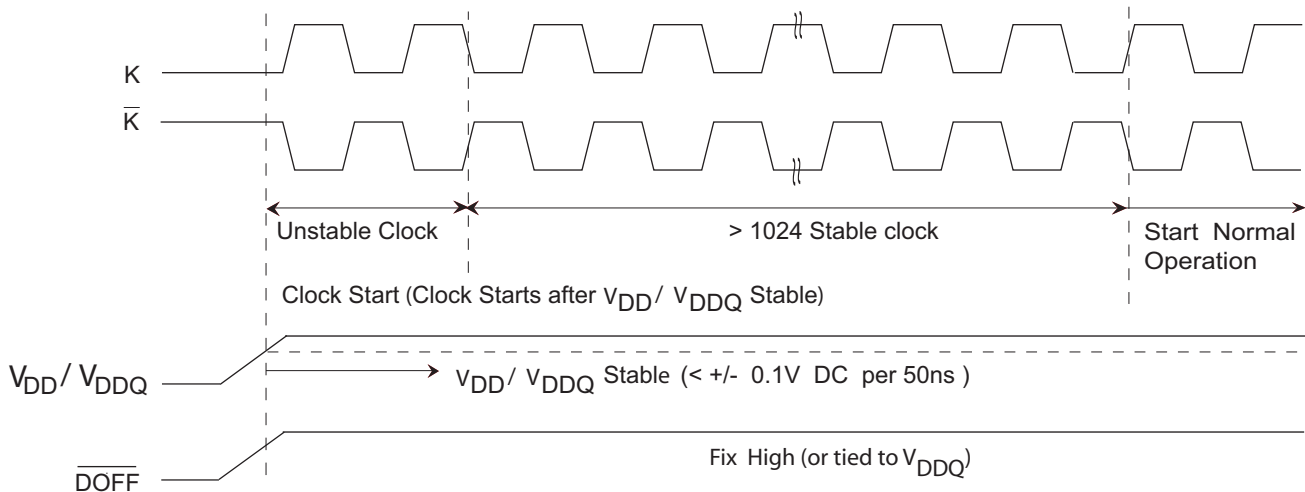 K
K
Unstable Clock
> 1024 Stable clock
Start Normal
Operation
Clock Start (Clock Starts after VDD / VDDQ Stable)
VDD / VDDQ
VDD / VDDQ Stable (< +/- 0.1V DC per 50ns )
DOFF
Fix High (or tied to VDDQ)